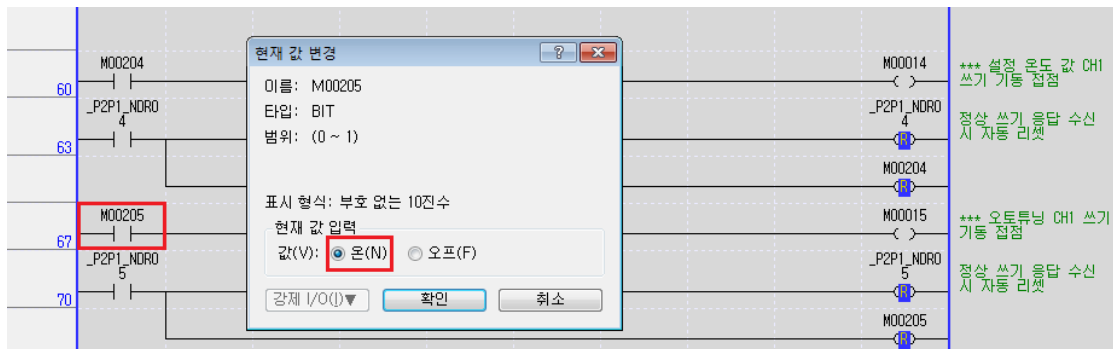 M00204
60
_P2P1_NDR0
4
63
M00205
67
_P2P1_NDR0
5
70
현재 값 변경
이름: M00205
타입: BIT
범위: (0 ~ 1)
표시 형식: 부호 없는 10진수
현재 값 입력
값(V): 온(N) 오프(F)
강제 I/O(J)▼ 확인 취소
M00014
*** 설정 온도 값 CH1
쓰기 기동 접점
_P2P1_NDR0
4
R
정상 쓰기 응답 수신
시 자동 리셋
M00204
R
M00015
*** 오토튜닝 CH1 쓰기
기동 접점
_P2P1_NDR0
5
R
정상 쓰기 응답 수신
시 자동 리셋
M00205
R